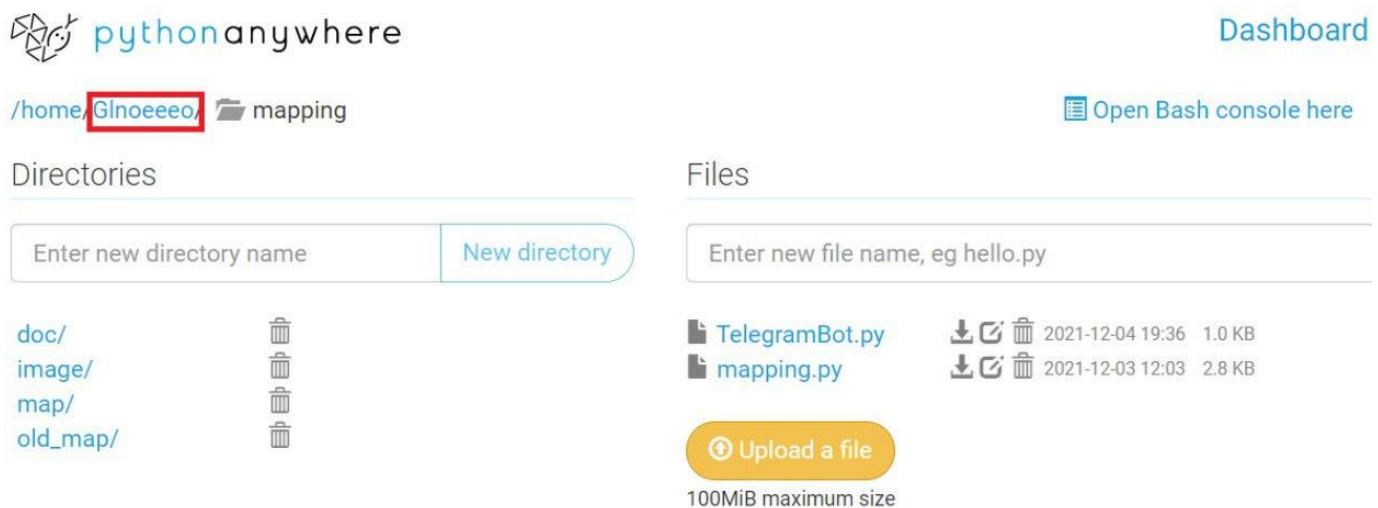 pythonanywhere
Dashboard
/home/Glnoeeeo/ mapping
Open Bash console here
Directories
Files
Enter new directory name
New directory
Enter new file name, eg hello.py
doc/
image/
map/
old_map/
TelegramBot.py 2021-12-04 19:36 1.0 KB
mapping.py 2021-12-03 12:03 2.8 KB
Upload a file
100MiB maximum size